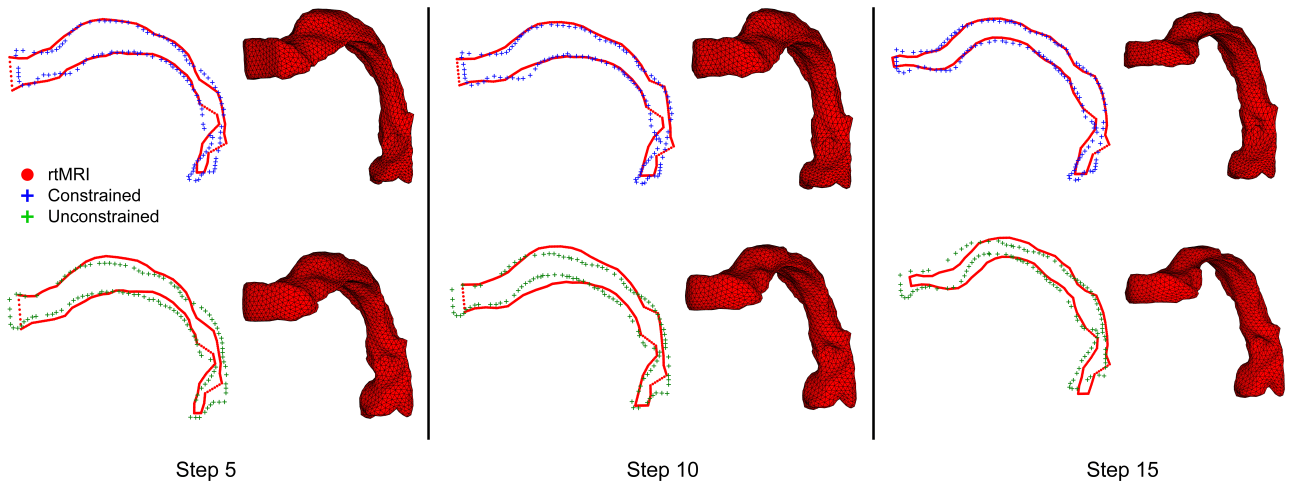 rtMRI
Constrained
Unconstrained
Step 5
Step 10
Step 15